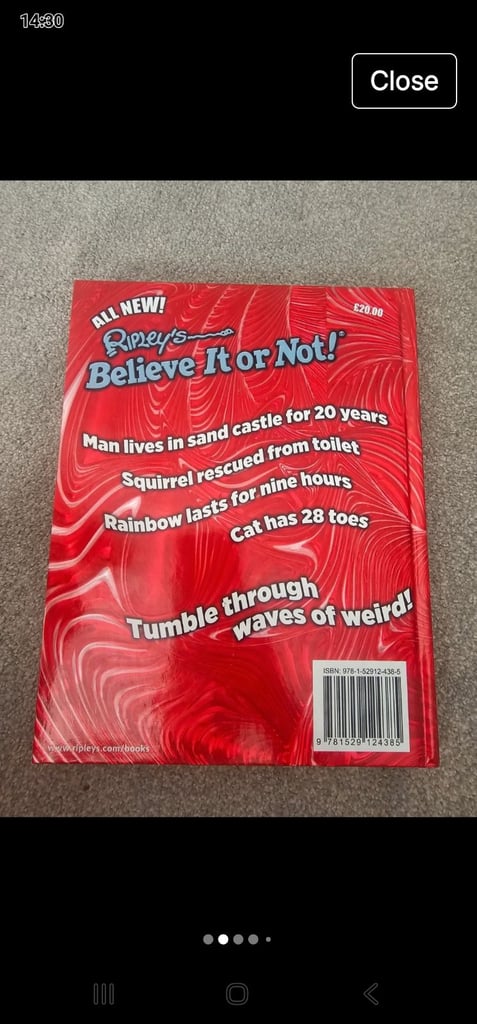 14:30
Close
ALL NEW!
£20.00
Ripley's
Believe It or Not!®
Man lives in sand castle for 20 years
Squirrel rescued from toilet
Rainbow lasts for nine hours
Cat has 28 toes
Tumble through
waves of weird!
ISBN: 978-1-52912-438-5
9 781529 124385
www.ripleys.com/books